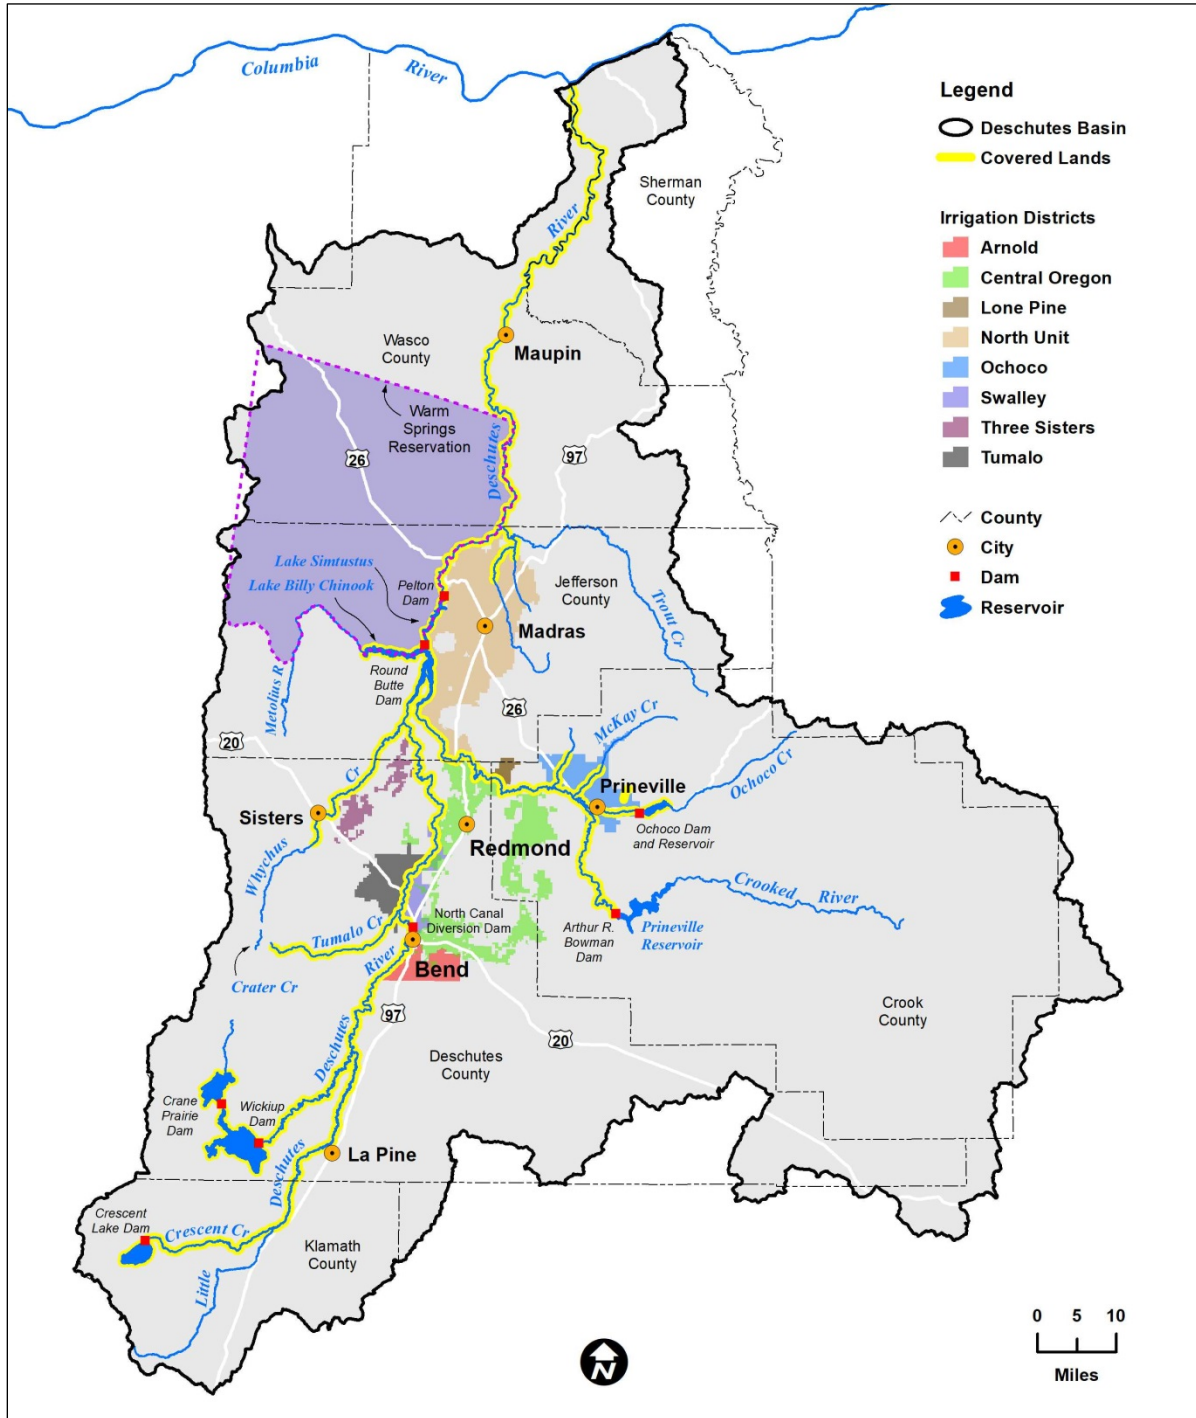 Columbia
River
Legend
Deschutes Basin
Covered Lands
Sherman
County
River
Irrigation Districts
Arnold
Central Oregon
Lone Pine
North Unit
Ochoco
Swalley
Three Sisters
Tumalo
Wasco
County
Maupin
Warm
Springs
Reservation
26
97
Deschutes
County
City
Dam
Reservoir
Lake Simtustus
Lake Billy Chinook
Pelton
Dam
Jefferson
County
Trout Cr
Madras
Round
Butte
Dam
Metolius R
26
20
McKay Cr
Ochoco Cr
Cr
Prineville
Sisters
Redmond
Ochoco Dam
and Reservoir
Whychus
Crooked River
North Canal
Diversion Dam
Arthur R.
Bowman
Dam
Prineville
Reservoir
Tumalo Cr
River
Bend
Crater Cr
97
20
Crook
County
Deschutes
Deschutes
County
Crane
Prairie
Dam
Wickiup
Dam
La Pine
Deschutes
Crescent
Lake Dam
Crescent Cr
Klamath
County
Little
0 5 10
Miles
N